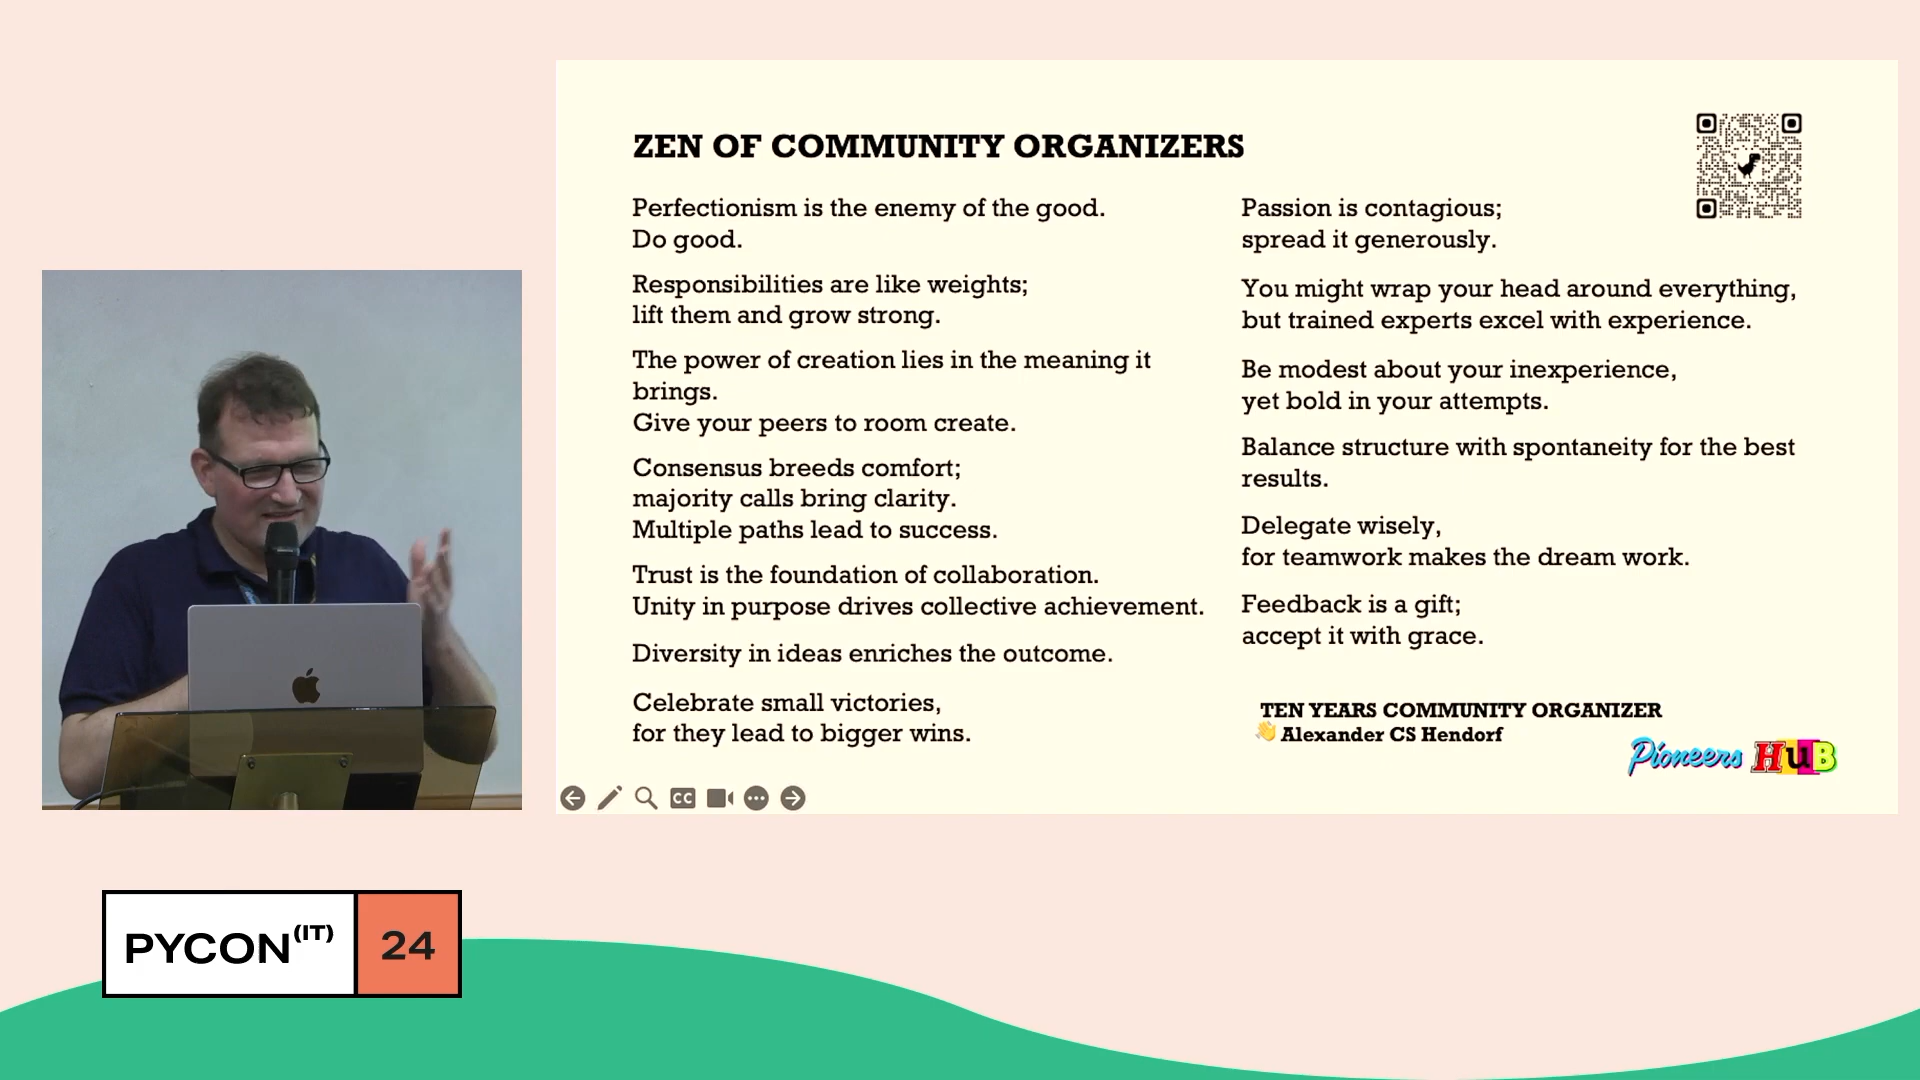 ZEN OF COMMUNITY ORGANIZERS
Perfectionism is the enemy of the good.
Do good.
Responsibilities are like weights;
lift them and grow strong.
The power of creation lies in the meaning it
brings.
Give your peers to room create.
Consensus breeds comfort;
majority calls bring clarity.
Multiple paths lead to success.
Trust is the foundation of collaboration.
Unity in purpose drives collective achievement.
Diversity in ideas enriches the outcome.
Celebrate small victories,
for they lead to bigger wins.
Passion is contagious;
spread it generously.
You might wrap your head around everything,
but trained experts excel with experience.
Be modest about your inexperience,
yet bold in your attempts.
Balance structure with spontaneity for the best
results.
Delegate wisely,
for teamwork makes the dream work.
Feedback is a gift;
accept it with grace.
TEN YEARS COMMUNITY ORGANIZER
👋 Alexander CS Hendorf
Pioneers HUB
CC
PYCON(IT) 24